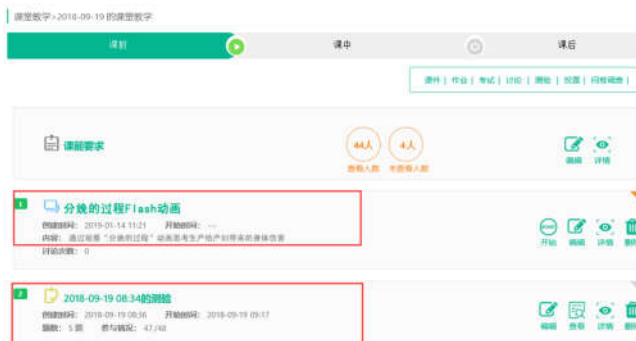 课堂教学>2018-09-19 的课堂教学
课前 课中 课后
课件 | 作业 | 考试 | 讨论 | 测验 | 投票 | 问卷调查 |
课前要求 44人 4人 编辑 详情
查看人数 未查看人数
1 分娩的过程Flash动画
创建时间: 2019-01-14 11:21 开始时间: ---
内容: 通过观看“分娩的过程”动画思考生产给产妇带来的身体伤害 开始 编辑 详情 删除
讨论次数: 0
2 2018-09-19 08:34的测验
创建时间: 2018-09-19 08:36 开始时间: 2018-09-19 09:17
题数: 5 题 参与情况: 47/48 编辑 查看 详情 删除